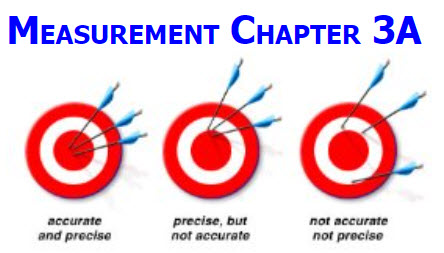 MEASUREMENT CHAPTER 3A
accurate
and precise
precise, but
not accurate
not accurate
not precise